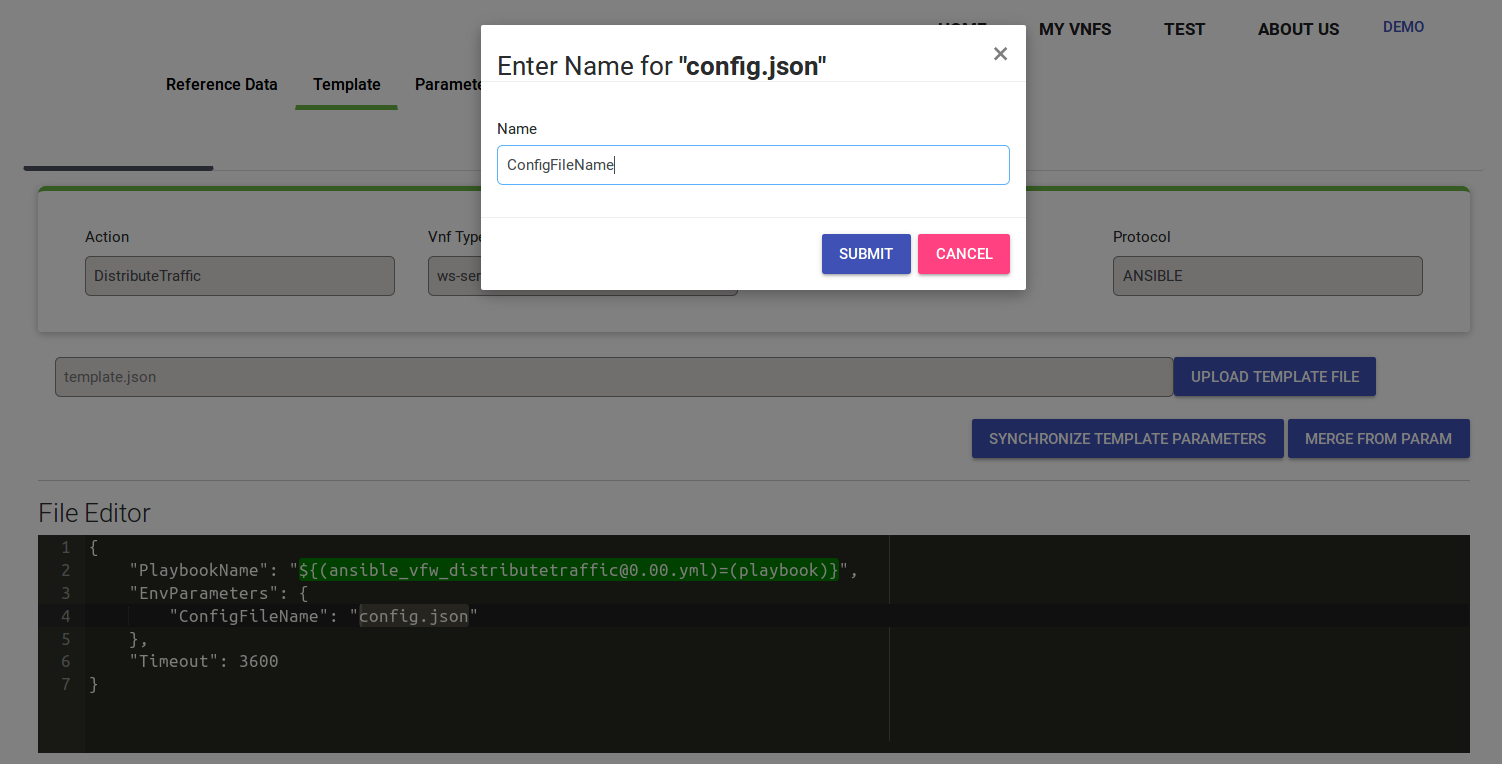 HOME MY VNFS TEST ABOUT US DEMO
Reference Data Template Paramete
Enter Name for "config.json" ×
Name
ConfigFileName
SUBMIT CANCEL
Action Vnf Type Protocol
DistributeTraffic ws-ser ANSIBLE
template.json UPLOAD TEMPLATE FILE
SYNCHRONIZE TEMPLATE PARAMETERS MERGE FROM PARAM
File Editor
1 {
2 "PlaybookName": "${(ansible_vfw_distributetraffic@0.00.yml)=(playbook)}",
3 "EnvParameters": {
4 "ConfigFileName": "config.json"
5 },
6 "Timeout": 3600
7 }